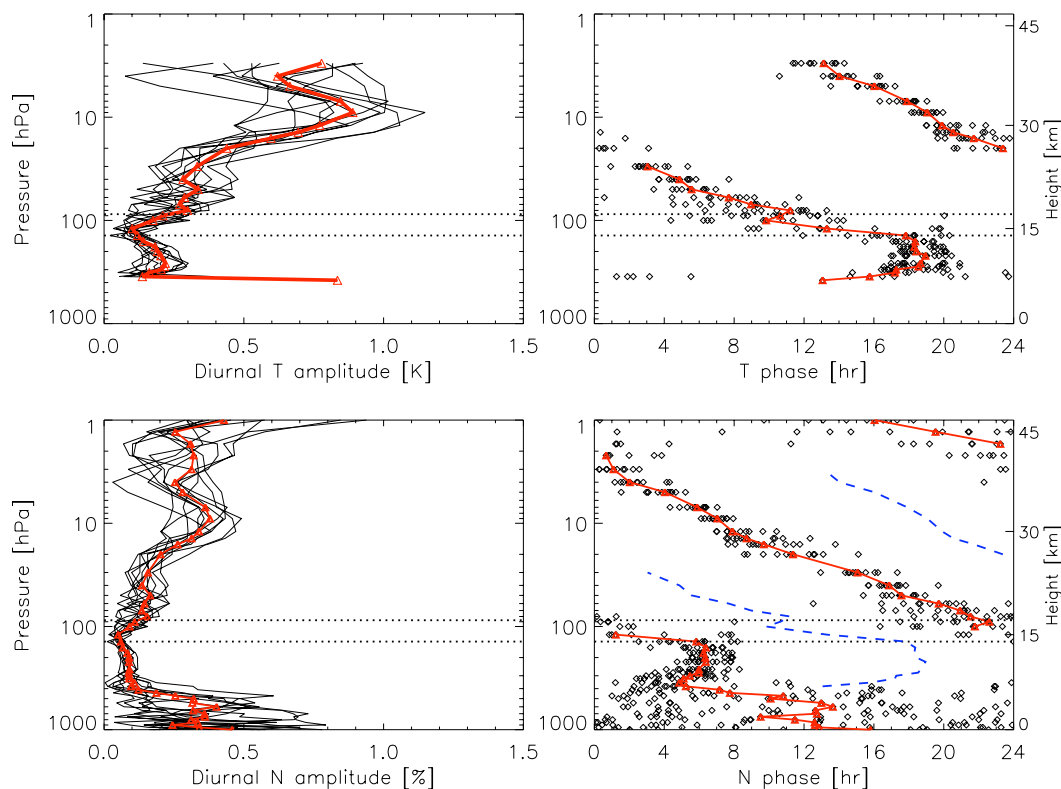 1
10
100
1000
Pressure [hPa]
0.0 0.5 1.0 1.5
Diurnal T amplitude [K]
45
30
15
0
Height [km]
0 4 8 12 16 20 24
T phase [hr]
1
10
100
1000
Pressure [hPa]
0.0 0.5 1.0 1.5
Diurnal N amplitude [%]
45
30
15
0
Height [km]
0 4 8 12 16 20 24
N phase [hr]